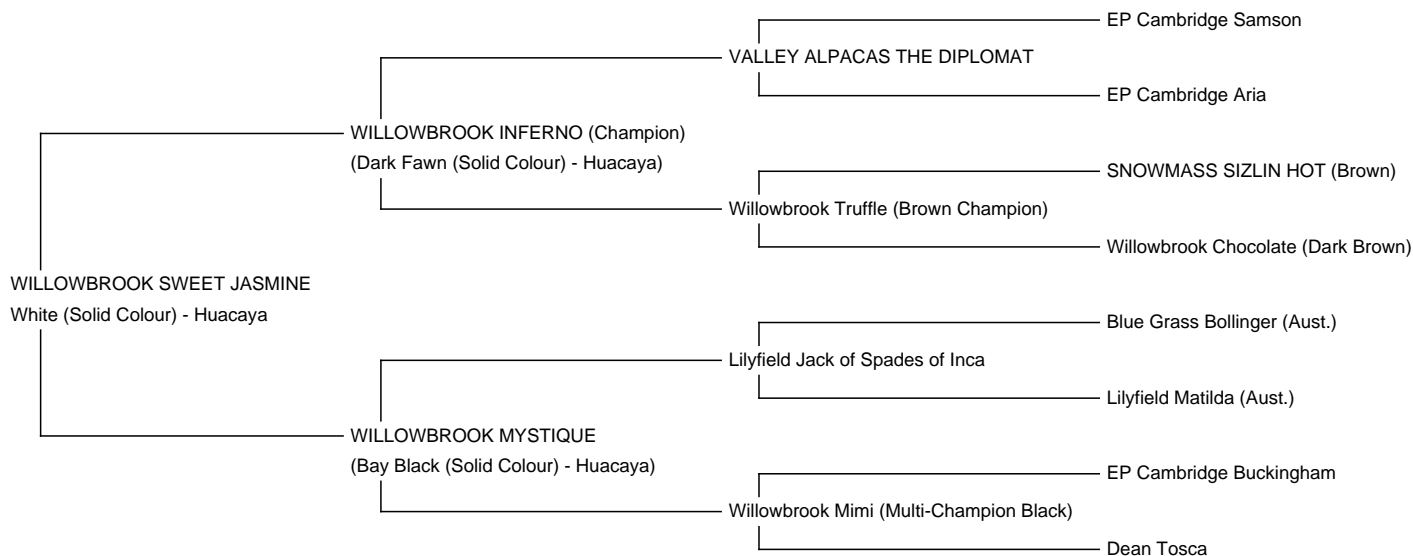 EP Cambridge Samson
VALLEY ALPACAS THE DIPLOMAT
EP Cambridge Aria
WILLOWBROOK INFERNO (Champion)
(Dark Fawn (Solid Colour) - Huacaya)
SNOWMASS SIZLIN HOT (Brown)
Willowbrook Truffle (Brown Champion)
Willowbrook Chocolate (Dark Brown)
WILLOWBROOK SWEET JASMINE
White (Solid Colour) - Huacaya
Blue Grass Bollinger (Aust.)
Lilyfield Jack of Spades of Inca
Lilyfield Matilda (Aust.)
WILLOWBROOK MYSTIQUE
(Bay Black (Solid Colour) - Huacaya)
EP Cambridge Buckingham
Willowbrook Mimi (Multi-Champion Black)
Dean Tosca